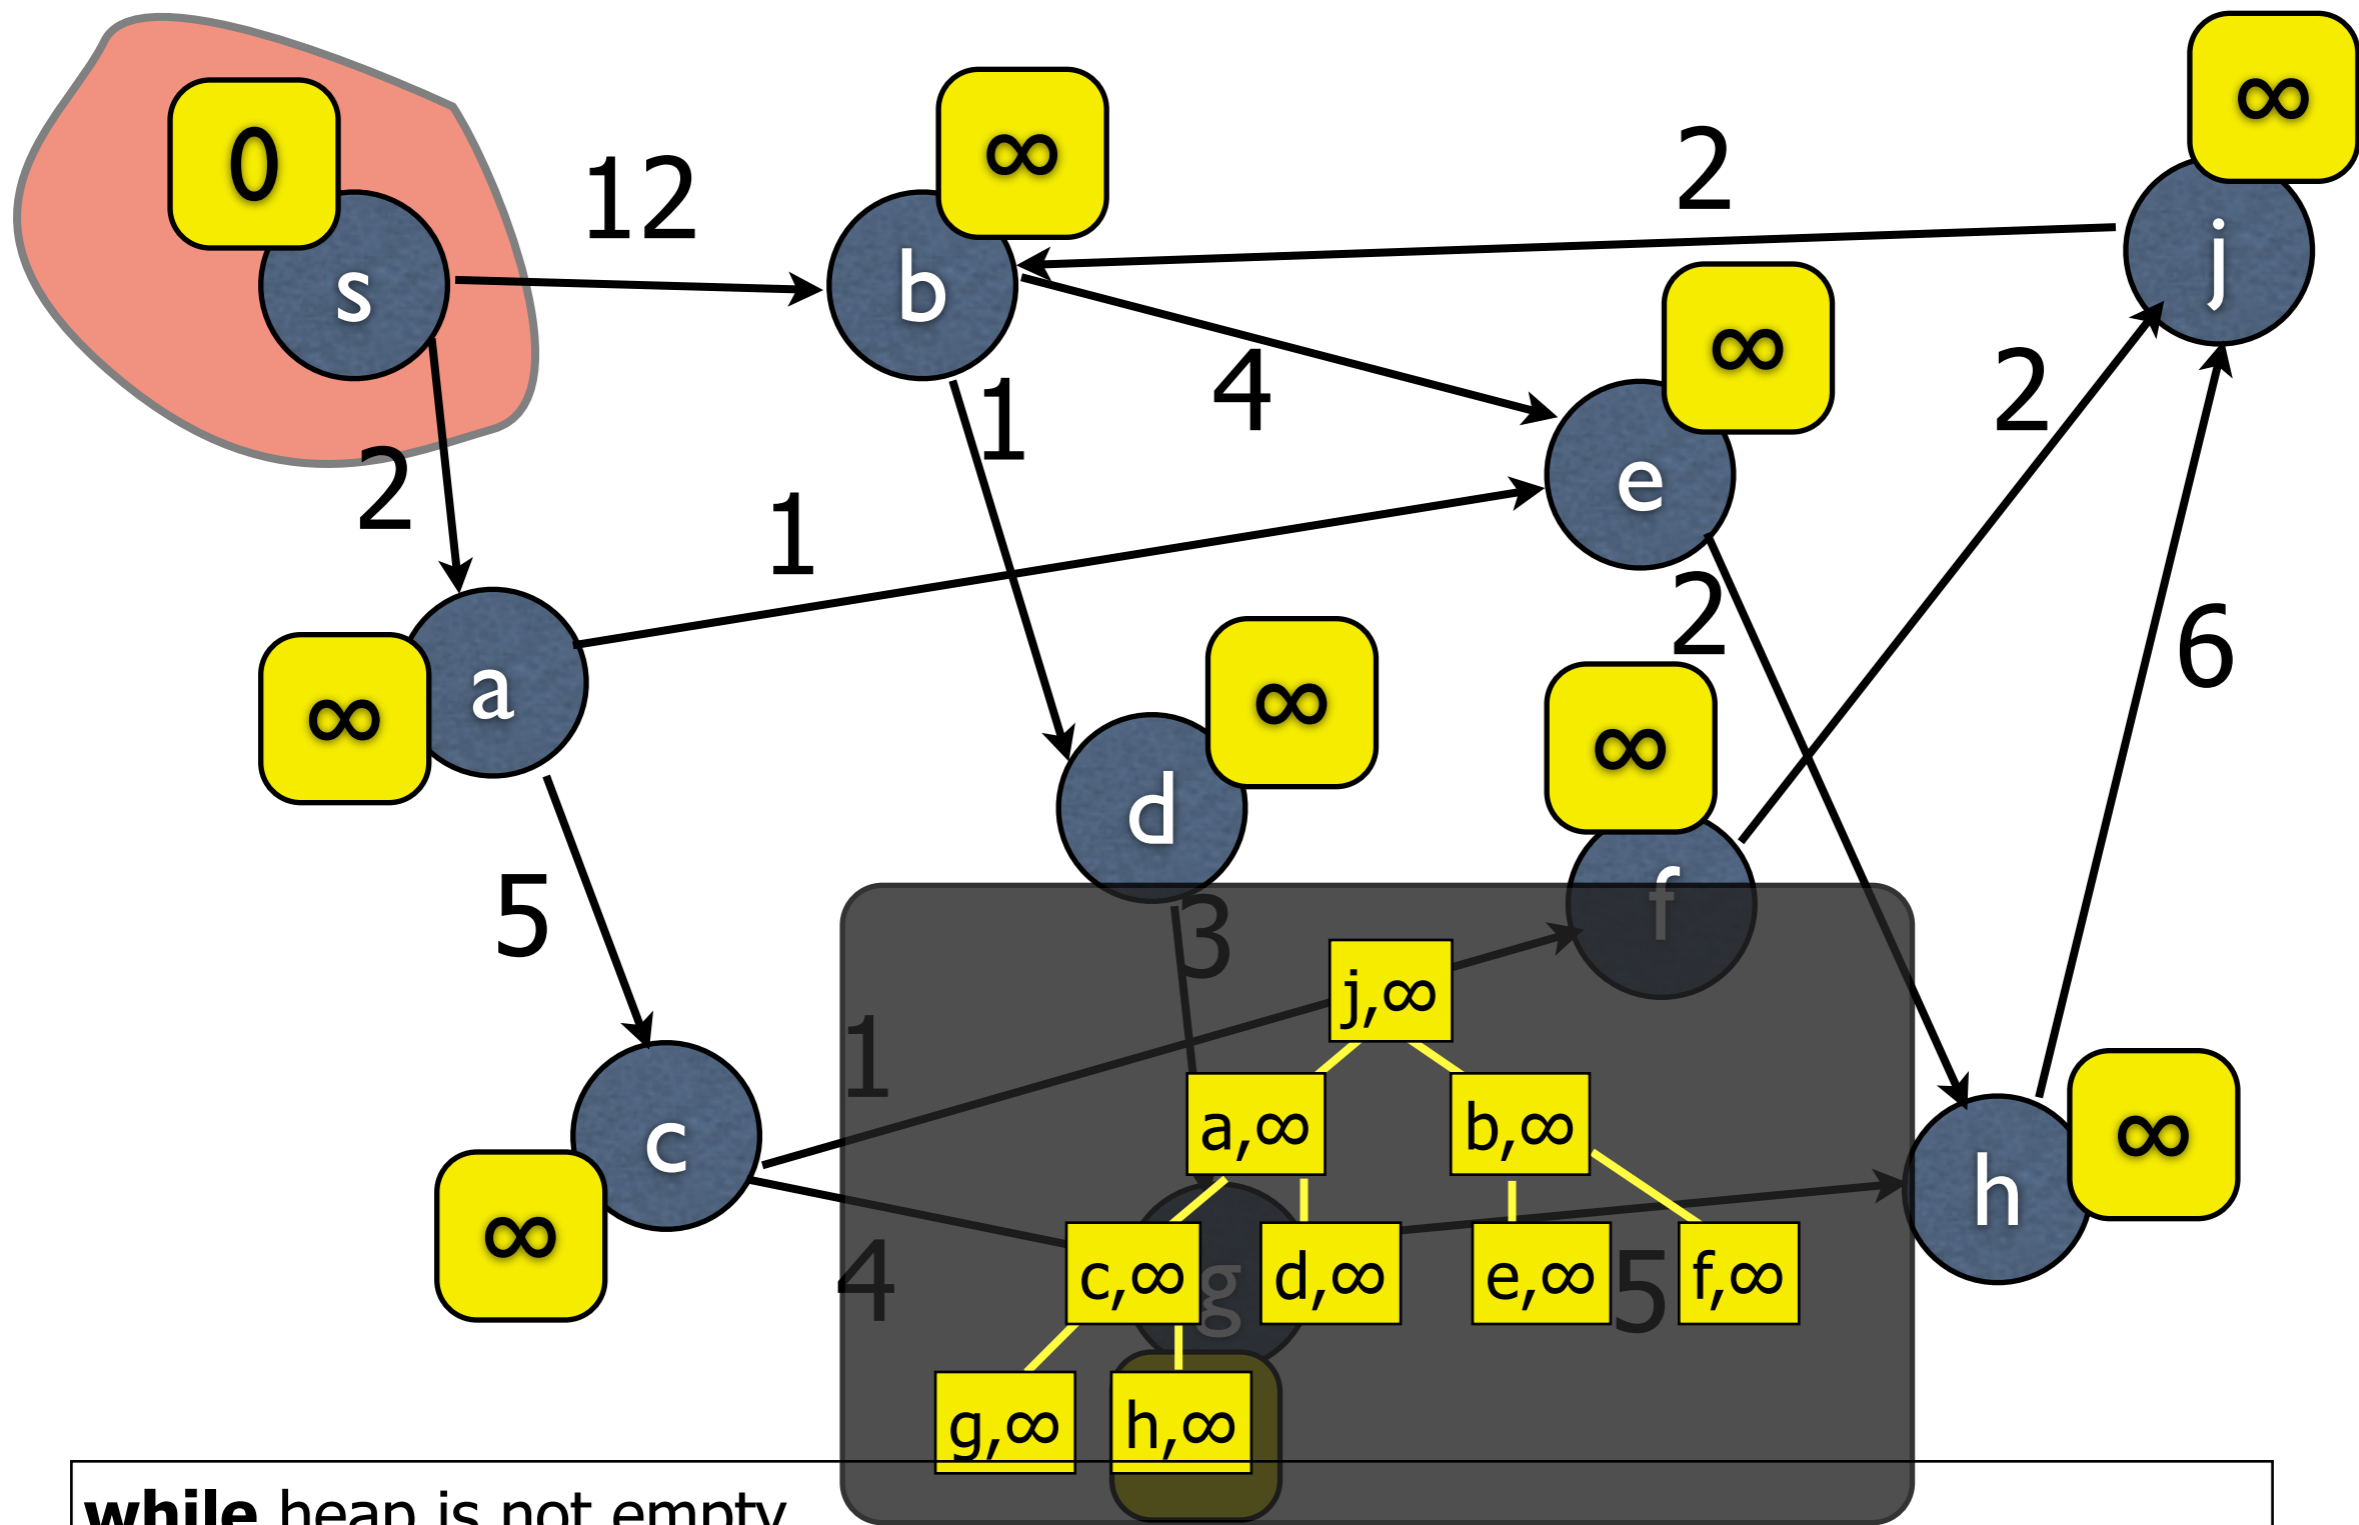 ∞
∞
0
12
2
s
b
j
∞
4
2
1
e
2
1
2
6
a
∞
∞
∞
d
5
3
f
j,∞
1
a,∞
b,∞
c
∞
h
∞
4
c,∞
g
d,∞
e,∞
5
f,∞
g,∞
h,∞
while heap is not empty